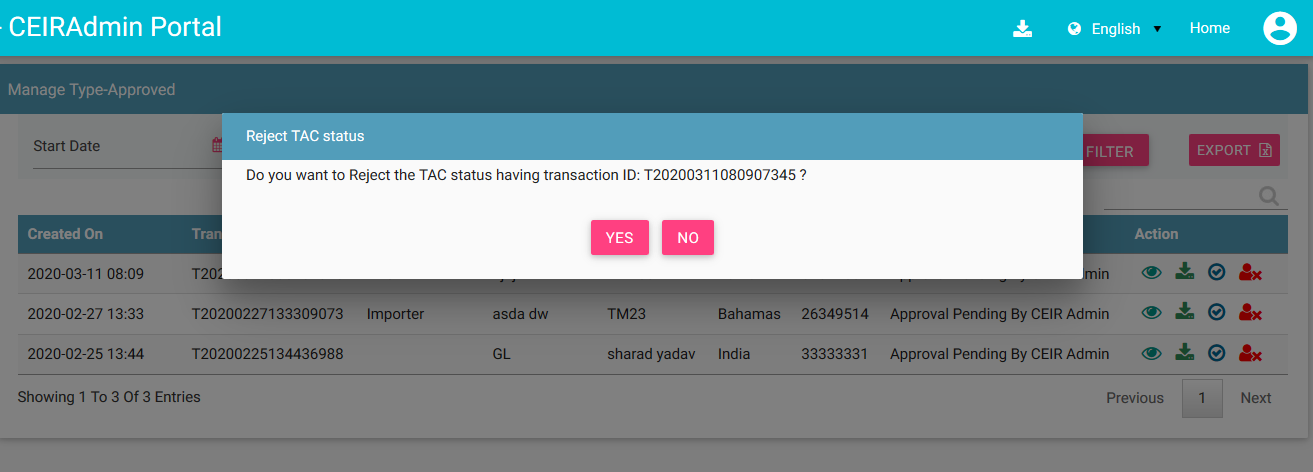 - CEIRAdmin Portal
English
Home
Manage Type-Approved
Reject TAC status
Do you want to Reject the TAC status having transaction ID: T20200311080907345 ?
YES NO
Start Date
FILTER
EXPORT
Created On Tran Action
2020-03-11 08:09 T202 min
2020-02-27 13:33 T20200227133309073 Importer asda dw TM23 Bahamas 26349514 Approval Pending By CEIR Admin
2020-02-25 13:44 T20200225134436988 GL sharad yadav India 33333331 Approval Pending By CEIR Admin
Showing 1 To 3 Of 3 Entries
Previous 1 Next